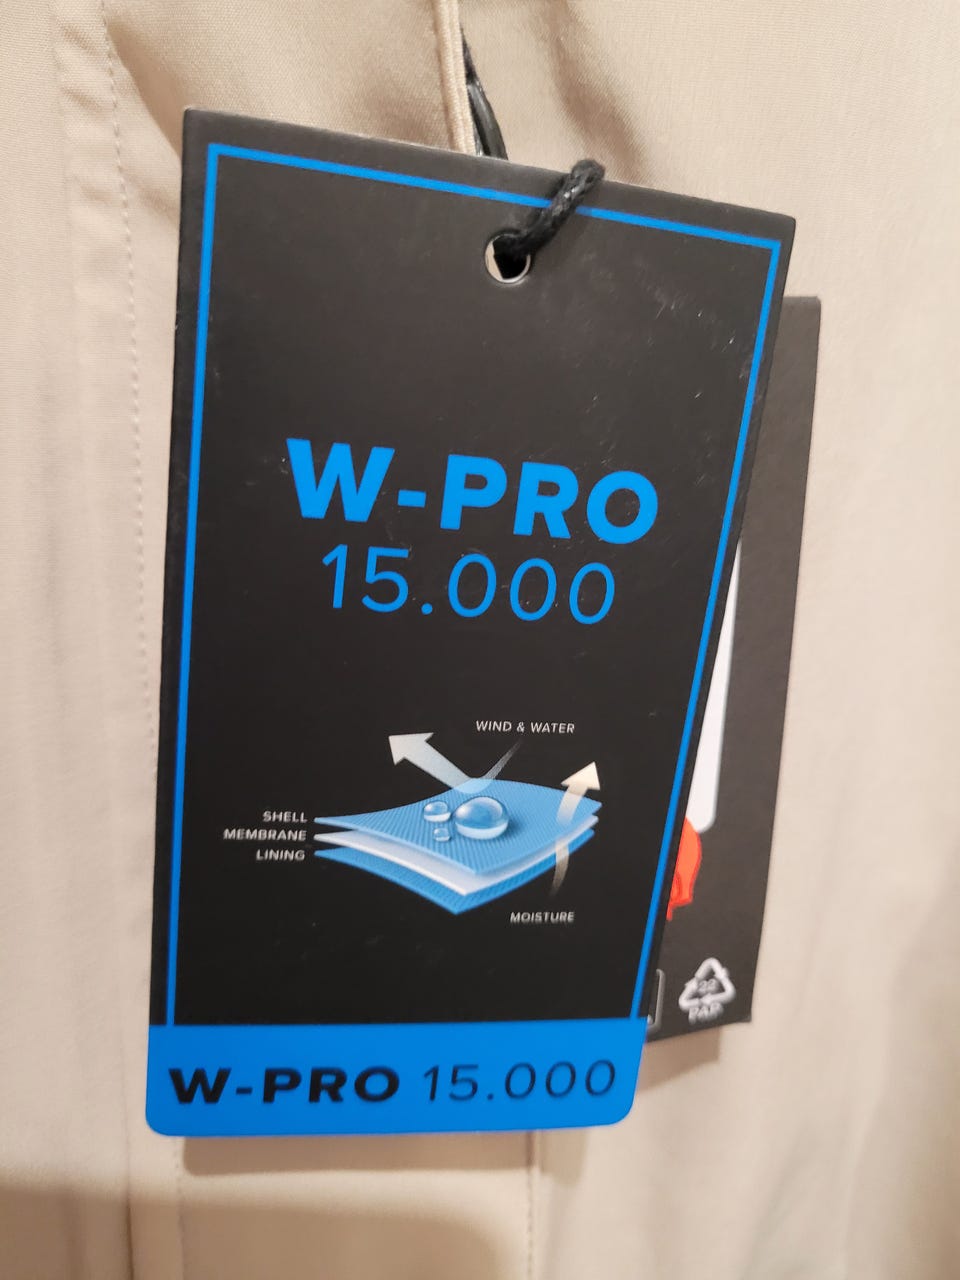 W-PRO
15.000
WIND & WATER
SHELL
MEMBRANE
LINING
MOISTURE
22
PAP
W-PRO 15.000